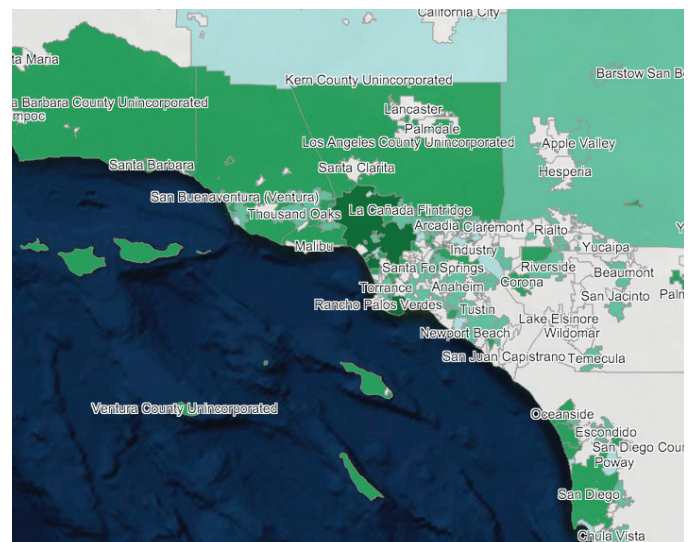 California City
ta Maria
Kern County Unincorporated
Barstow San Be
a Barbara County Unincorporated
Lancaster
mpoc
Palmdale
Los Angeles County Unincorporated
Apple Valley
Santa Barbara
Santa Clarita
Hesperia
San Buenaventura (Ventura)
Thousand Oaks
La Cañada Flintridge
Arcadia Claremont
Rialto
Y
Malibu
Industry
Yucaipa
Santa Fe Springs
Riverside
Beaumont
Torrance
Anaheim
Corona
San Jacinto
Palm
Rancho Palos Verdes
Tustin
Lake Elsinore
Newport Beach
Wildomar
San Juan Capistrano
Temecula
Ventura County Unincorporated
Oceanside
Escondido
San Diego Coun
Poway
San Diego
Chula Vista